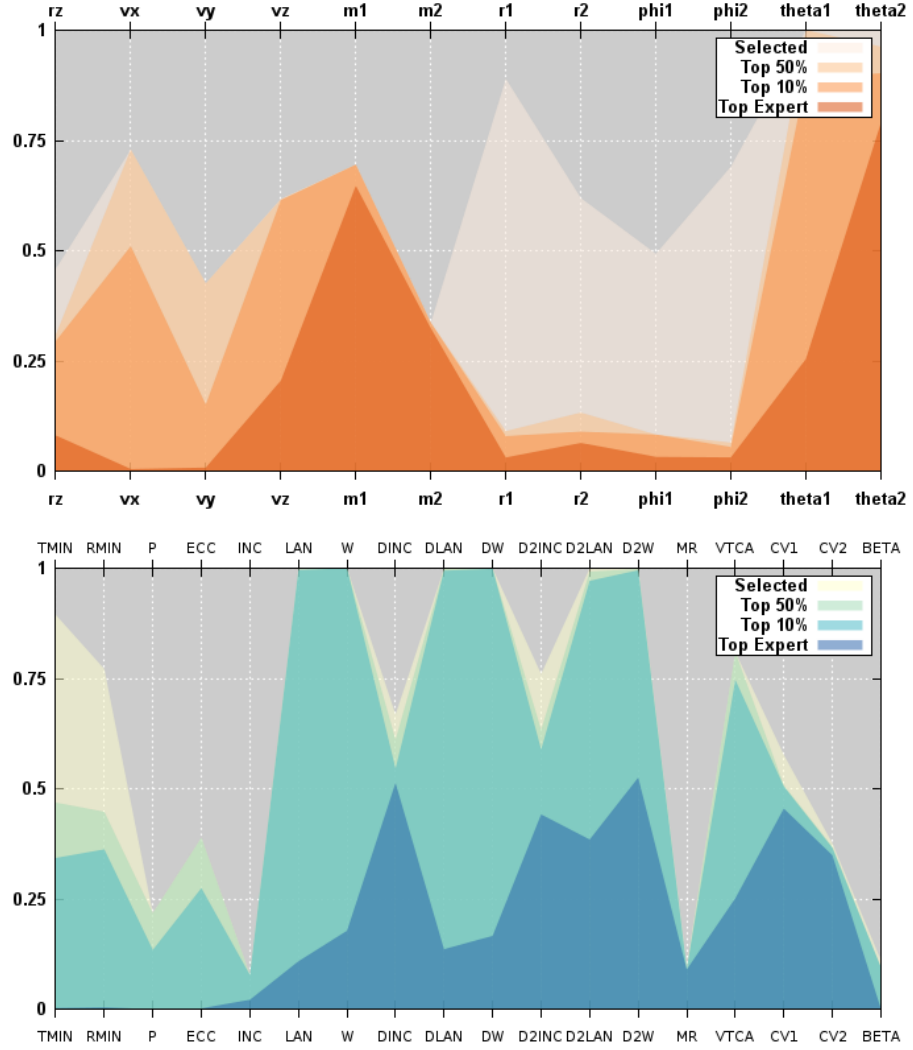 rz vx vy vz m1 m2 r1 r2 phi1 phi2 theta1 theta2
1
Selected
Top 50%
Top 10%
Top Expert
0.75
0.5
0.25
0
rz vx vy vz m1 m2 r1 r2 phi1 phi2 theta1 theta2
TMIN RMIN P ECC INC LAN W DINC DLAN DW D2INC D2LAN D2W MR VTCA CV1 CV2 BETA
1
Selected
Top 50%
Top 10%
Top Expert
0.75
0.5
0.25
0
TMIN RMIN P ECC INC LAN W DINC DLAN DW D2INC D2LAN D2W MR VTCA CV1 CV2 BETA